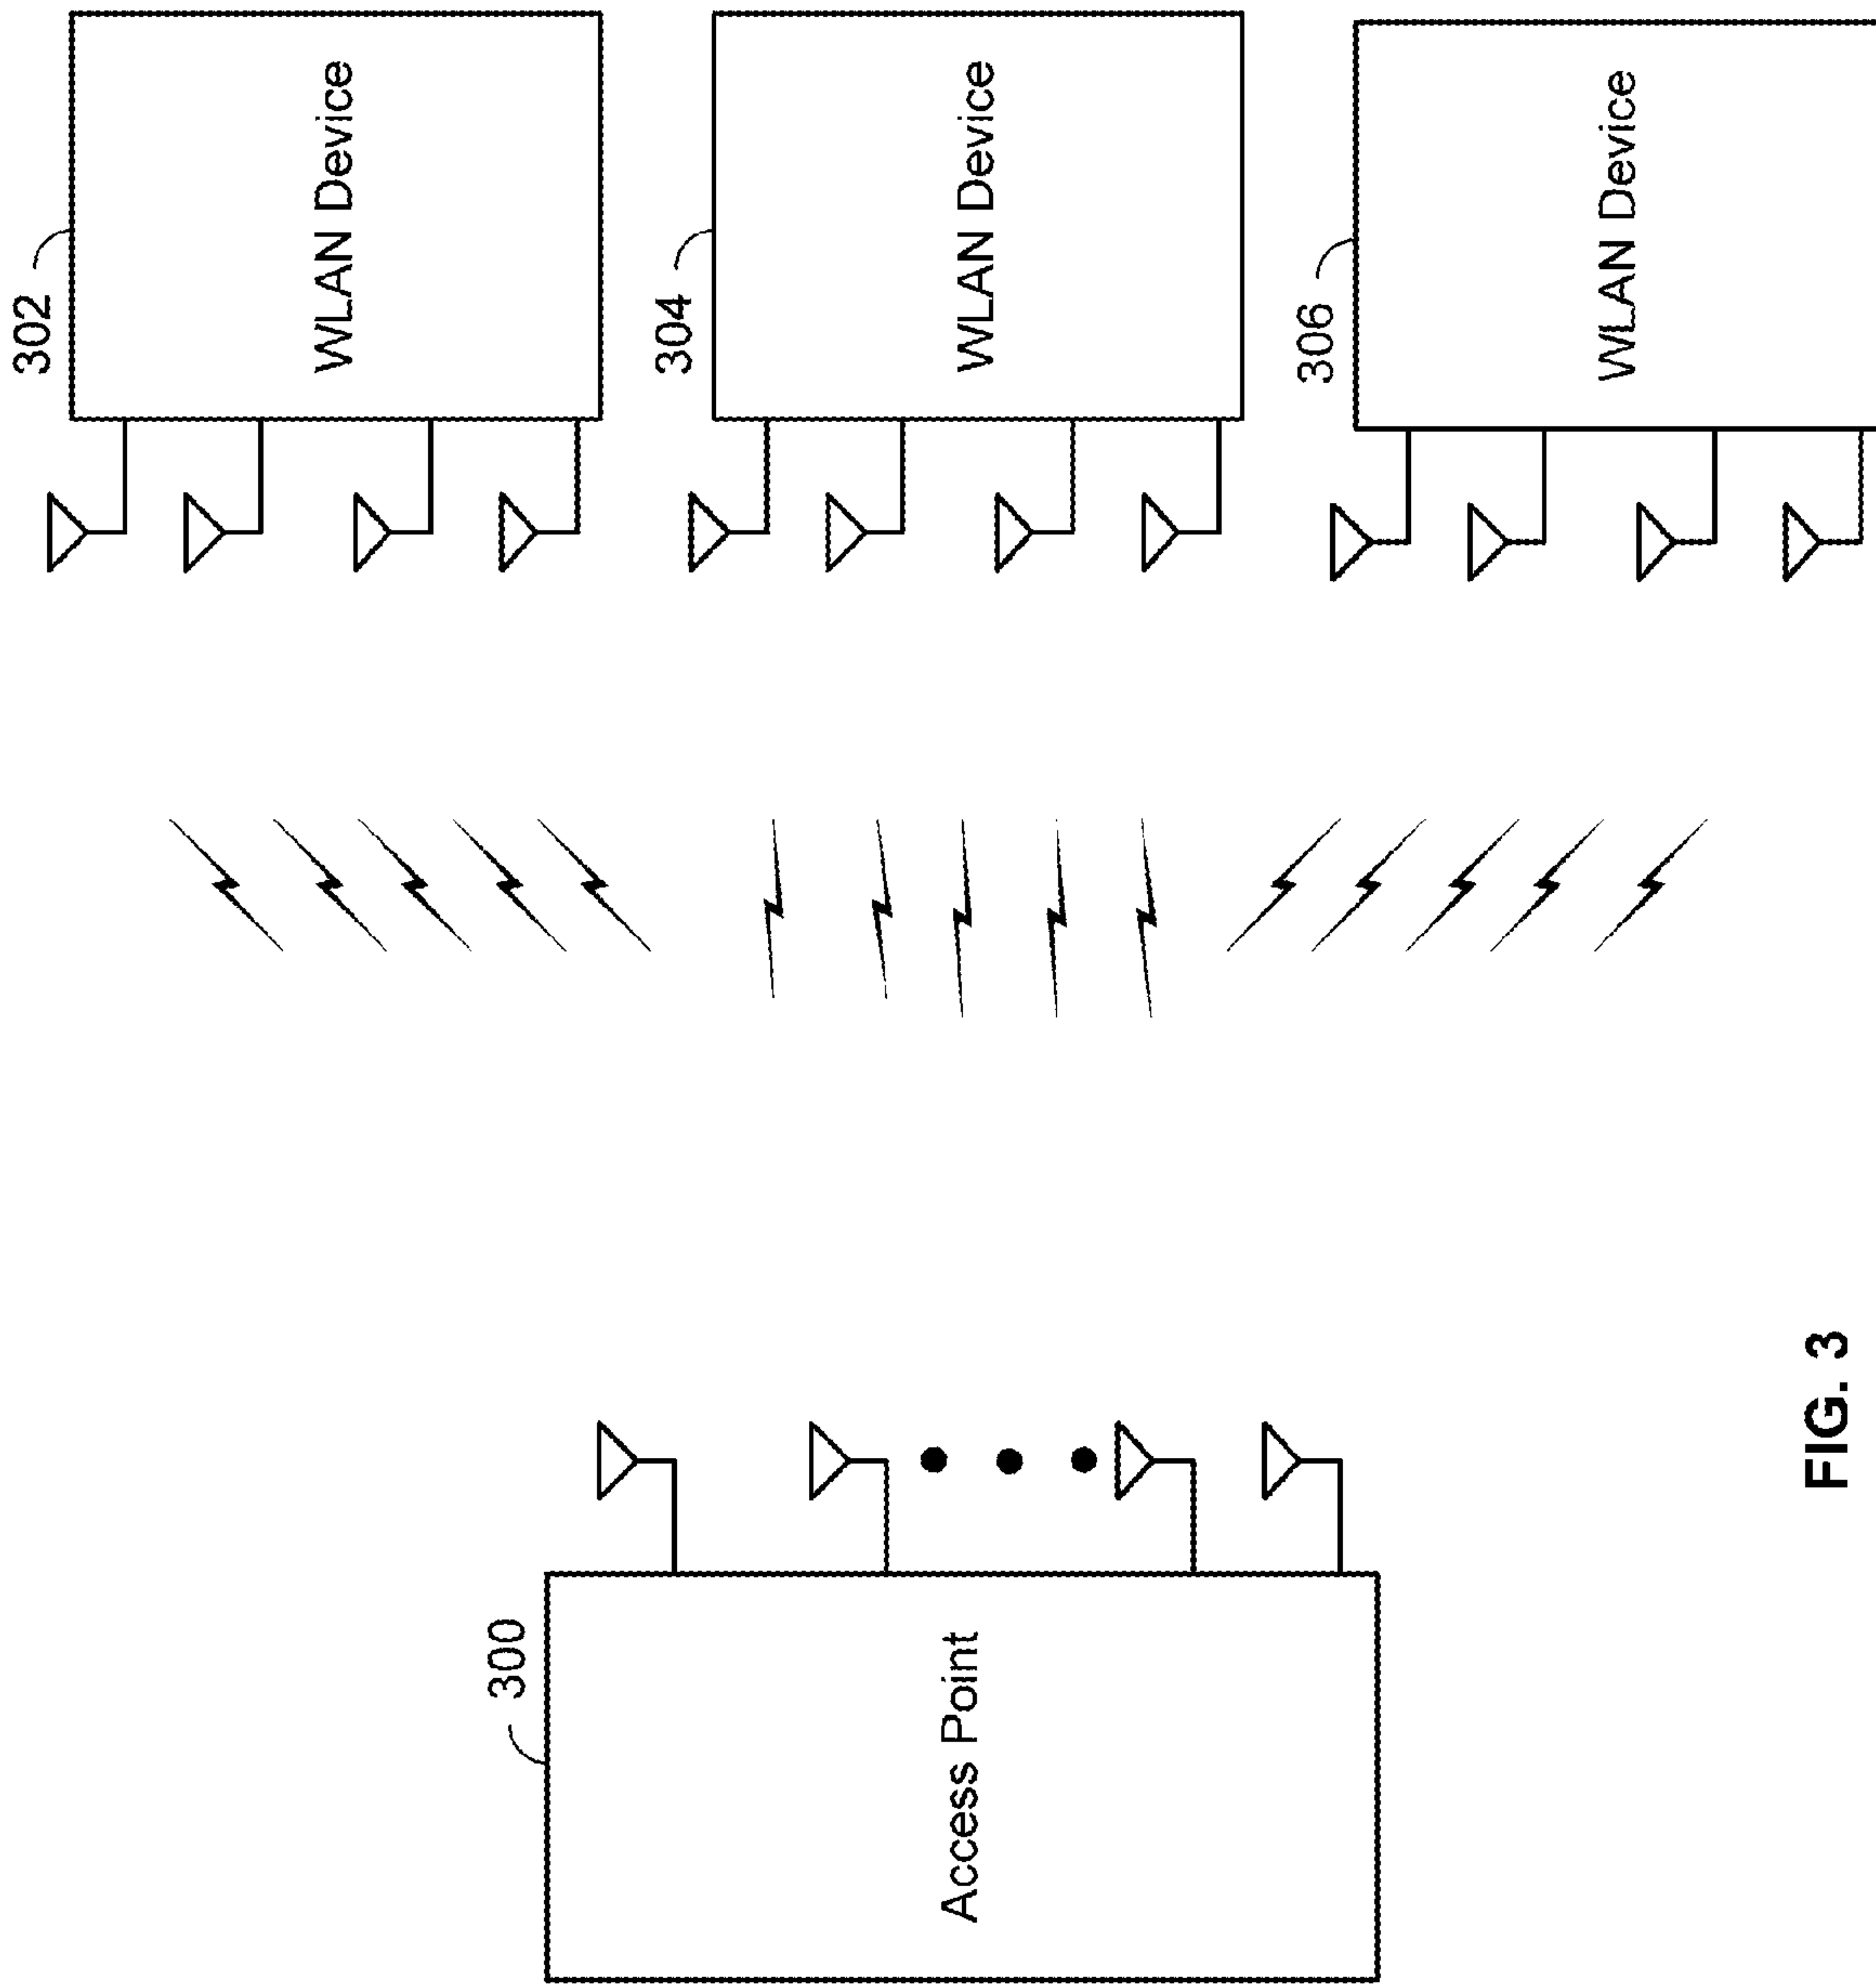 302
WLAN Device
304
WLAN Device
306
WLAN Device
300
Access Point
FIG. 3